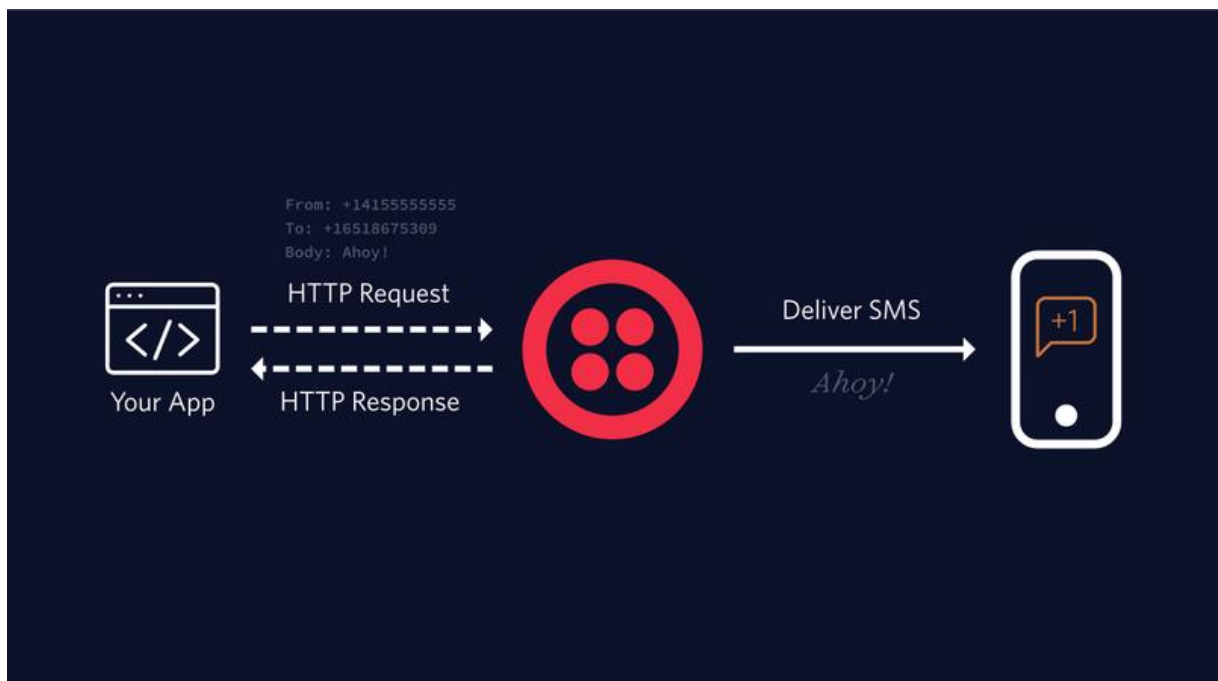 From: +14155555555
To: +16518675309
Body: Ahoy!
HTTP Request
</>
Your App
HTTP Response
Deliver SMS
Ahoy!
+1